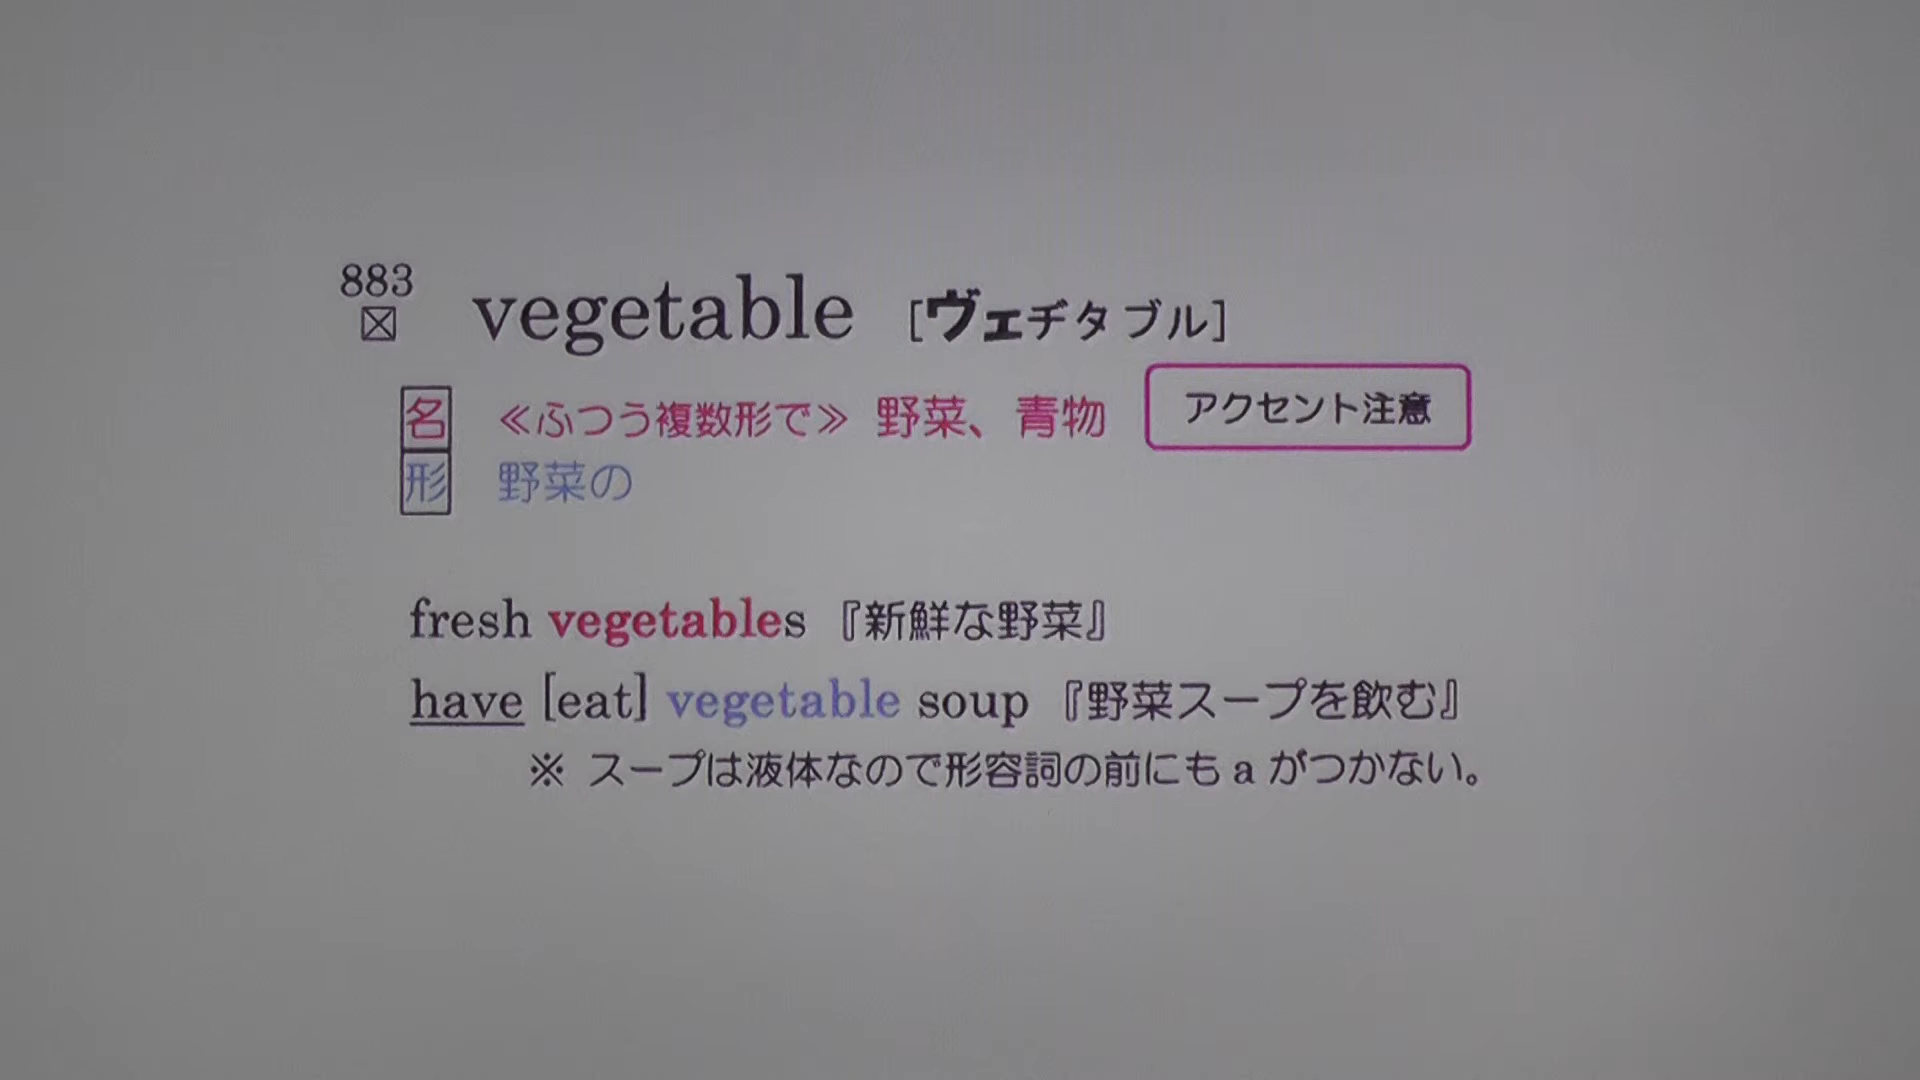 883
vegetable [ヴェヂタブル]
名 ≪ふつう複数形で≫ 野菜、青物 アクセント注意
形 野菜の
fresh vegetables 『新鮮な野菜』
have [eat] vegetable soup 『野菜スープを飲む』
※ スープは液体なので形容詞の前にも a がつかない。